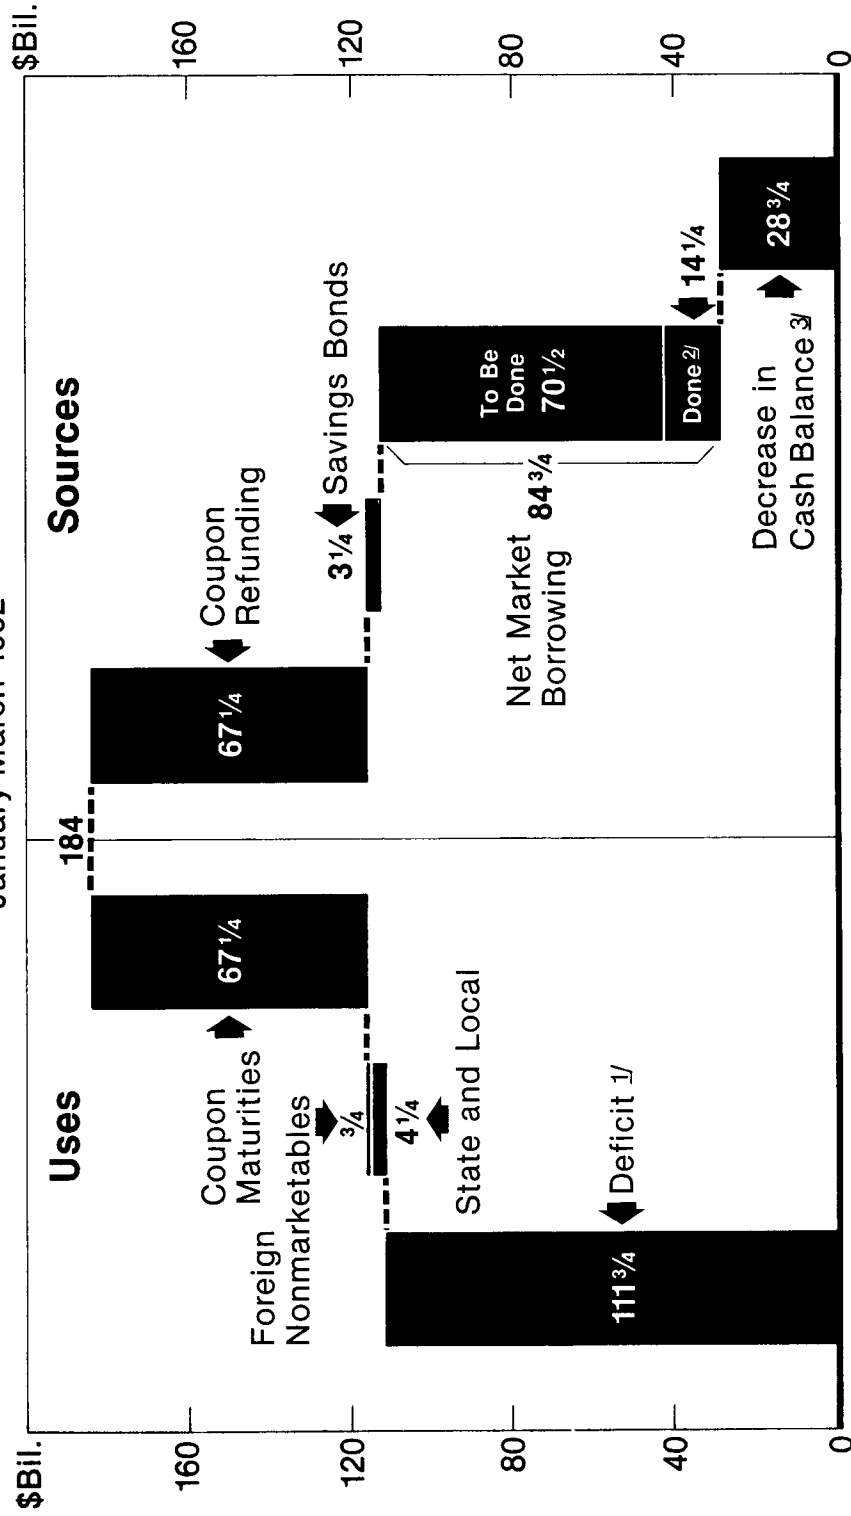 January-March
$Bil.
Uses
184
Sources
$Bil.
160
120
80
40
0
Coupon
Maturities
67¼
Foreign
Nonmarketables
¾
4¼
State and Local
111¾
Deficit 1/
67¼
Coupon
Refunding
3¼
Savings Bonds
Net Market
Borrowing
84¾
To Be
Done
70½
Done 2/
14¼
Decrease in
Cash Balance 3/
28¾
160
120
80
40
0